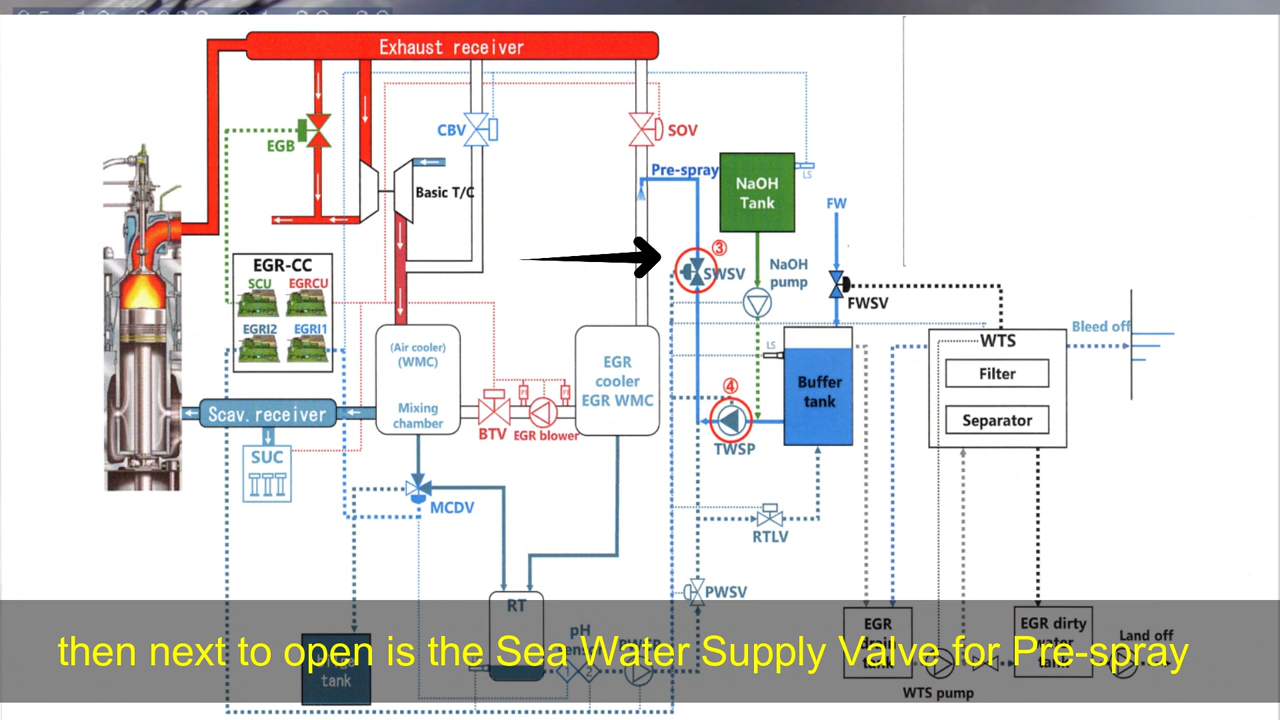 Exhaust receiver
CBV
SOV
EGB
Pre-spray
Basic T/C
NaOH
Tank
LS
FW
③
SWSV
NaOH
pump
FWSV
EGR-CC
SCU
EGRCU
EGRI2
EGRI1
(Air cooler)
(WMC)
Mixing
chamber
EGR
cooler
EGR WMC
LS
Buffer
tank
WTS
Filter
Separator
Bleed off
④
TWSP
Scav. receiver
BTV
EGR blower
SUC
MCDV
RTLV
PWSV
RT
pH
EGR
tank
EGR dirty
tank
Land off
tank
WTS pump
then next to open is the Sea Water Supply Valve for Pre-spray